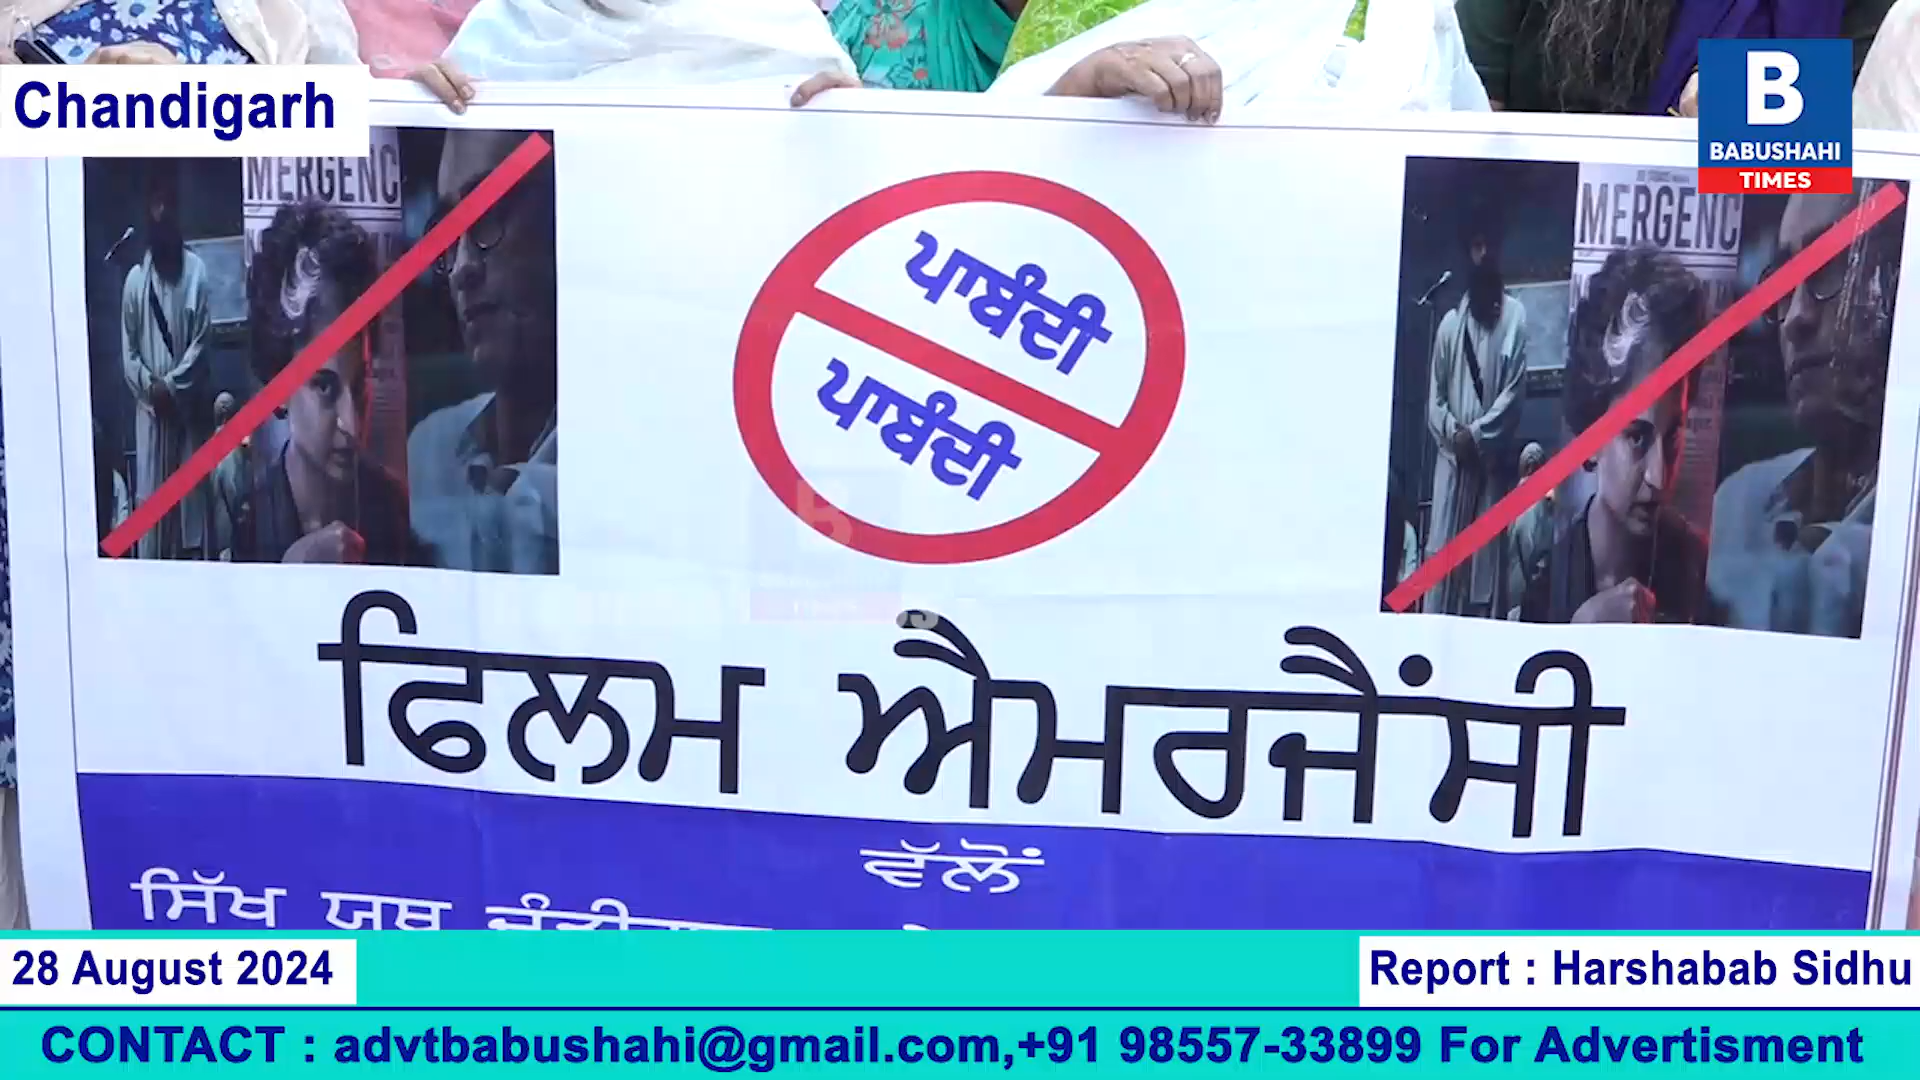 Chandigarh
B
BABUSHAHI
TIMES
MERGENC
MERGENC
ਪਾਬੰਦੀ
ਪਾਬੰਦੀ
ਫਿਲਮ ਐਮਰਜੈਂਸੀ
ਵੱਲੋਂ
ਸਿੱਖ ਯੂਥ
28 August 2024
Report : Harshabab Sidhu
CONTACT : advtbabushahi@gmail.com,+91 98557-33899 For Advertisment